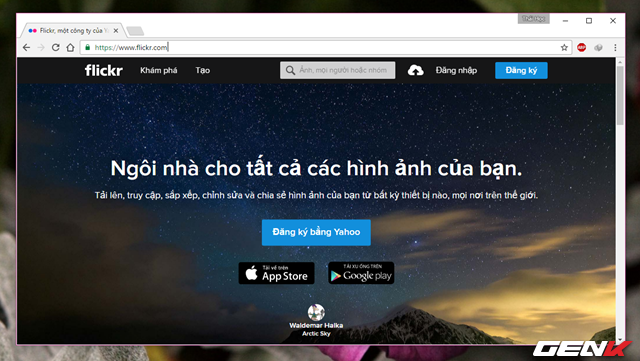 Thái Học
Flickr, một công ty của Ya
https://www.flickr.com
ABP
flickr
Khám phá
Tạo
Ảnh, mọi người hoặc nhóm
Đăng nhập
Đăng ký
Ngôi nhà cho tất cả các hình ảnh của bạn.
Tải lên, truy cập, sắp xếp, chỉnh sửa và chia sẻ hình ảnh của bạn từ bất kỳ thiết bị nào, mọi nơi trên thế giới.
Đăng ký bằng Yahoo
Tải về trên
App Store
TẢI XUỐNG TRÊN
Google play
Waldemar Halka
Arctic Sky
GENK